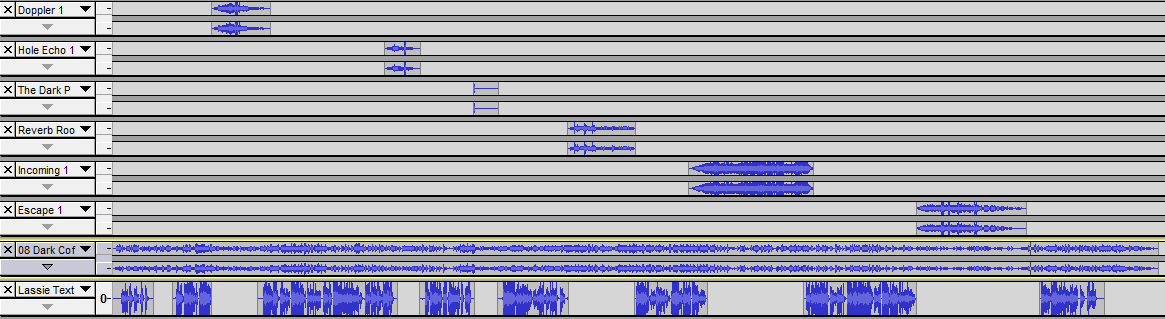 Doppler 1
Hole Echo 1
The Dark P
Reverb Roo
Incoming 1
Escape 1
08 Dark Cof
Lassie Text
0-